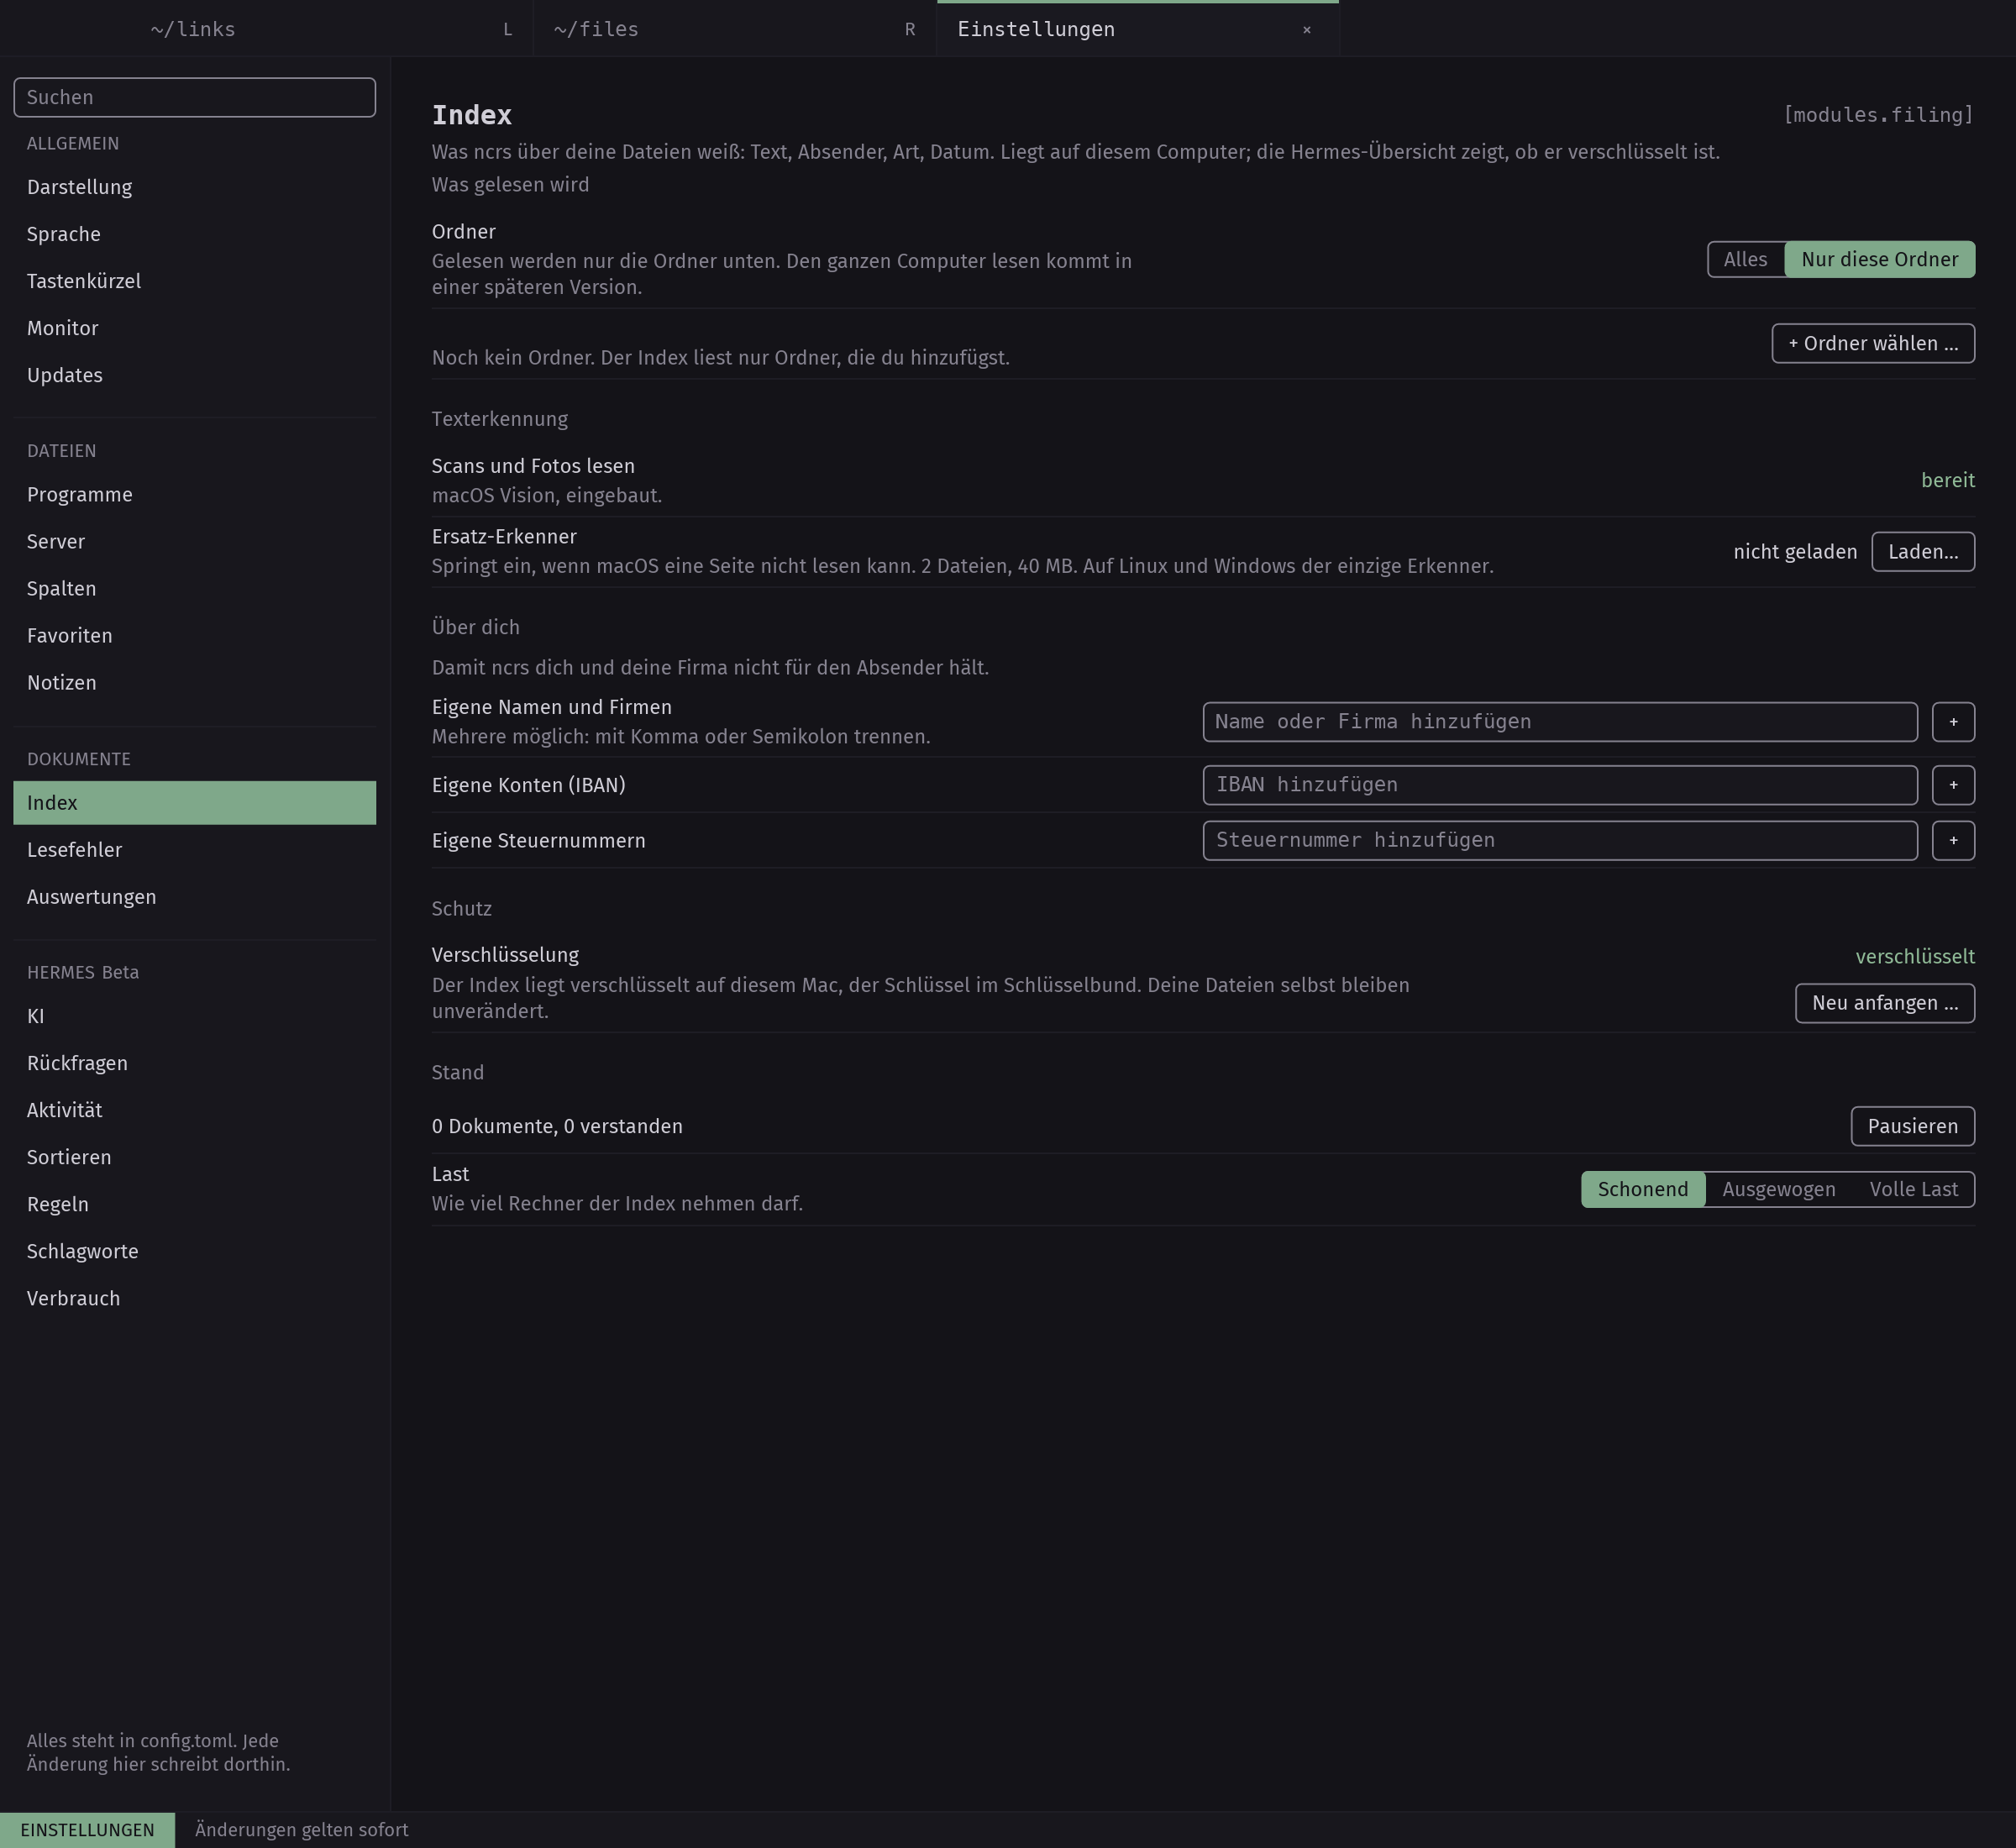 ~/links L ~/files R Einstellungen ×
Suchen
ALLGEMEIN
Darstellung
Sprache
Tastenkürzel
Monitor
Updates
DATEIEN
Programme
Server
Spalten
Favoriten
Notizen
DOKUMENTE
Index
Lesefehler
Auswertungen
HERMES Beta
KI
Rückfragen
Aktivität
Sortieren
Regeln
Schlagworte
Verbrauch
Alles steht in config.toml. Jede
Änderung hier schreibt dorthin.
Index [modules.filing]
Was ncrs über deine Dateien weiß: Text, Absender, Art, Datum. Liegt auf diesem Computer; die Hermes-Übersicht zeigt, ob er verschlüsselt ist.
Was gelesen wird
Ordner
Gelesen werden nur die Ordner unten. Den ganzen Computer lesen kommt in
einer späteren Version.
Alles Nur diese Ordner
Noch kein Ordner. Der Index liest nur Ordner, die du hinzufügst.
+ Ordner wählen ...
Texterkennung
Scans und Fotos lesen
macOS Vision, eingebaut.
bereit
Ersatz-Erkenner
Springt ein, wenn macOS eine Seite nicht lesen kann. 2 Dateien, 40 MB. Auf Linux und Windows der einzige Erkenner.
nicht geladen Laden...
Über dich
Damit ncrs dich und deine Firma nicht für den Absender hält.
Eigene Namen und Firmen
Mehrere möglich: mit Komma oder Semikolon trennen.
Name oder Firma hinzufügen +
Eigene Konten (IBAN) IBAN hinzufügen +
Eigene Steuernummern Steuernummer hinzufügen +
Schutz
Verschlüsselung
Der Index liegt verschlüsselt auf diesem Mac, der Schlüssel im Schlüsselbund. Deine Dateien selbst bleiben
unverändert.
verschlüsselt
Neu anfangen ...
Stand
0 Dokumente, 0 verstanden Pausieren
Last
Wie viel Rechner der Index nehmen darf.
Schonend Ausgewogen Volle Last
EINSTELLUNGEN Änderungen gelten sofort